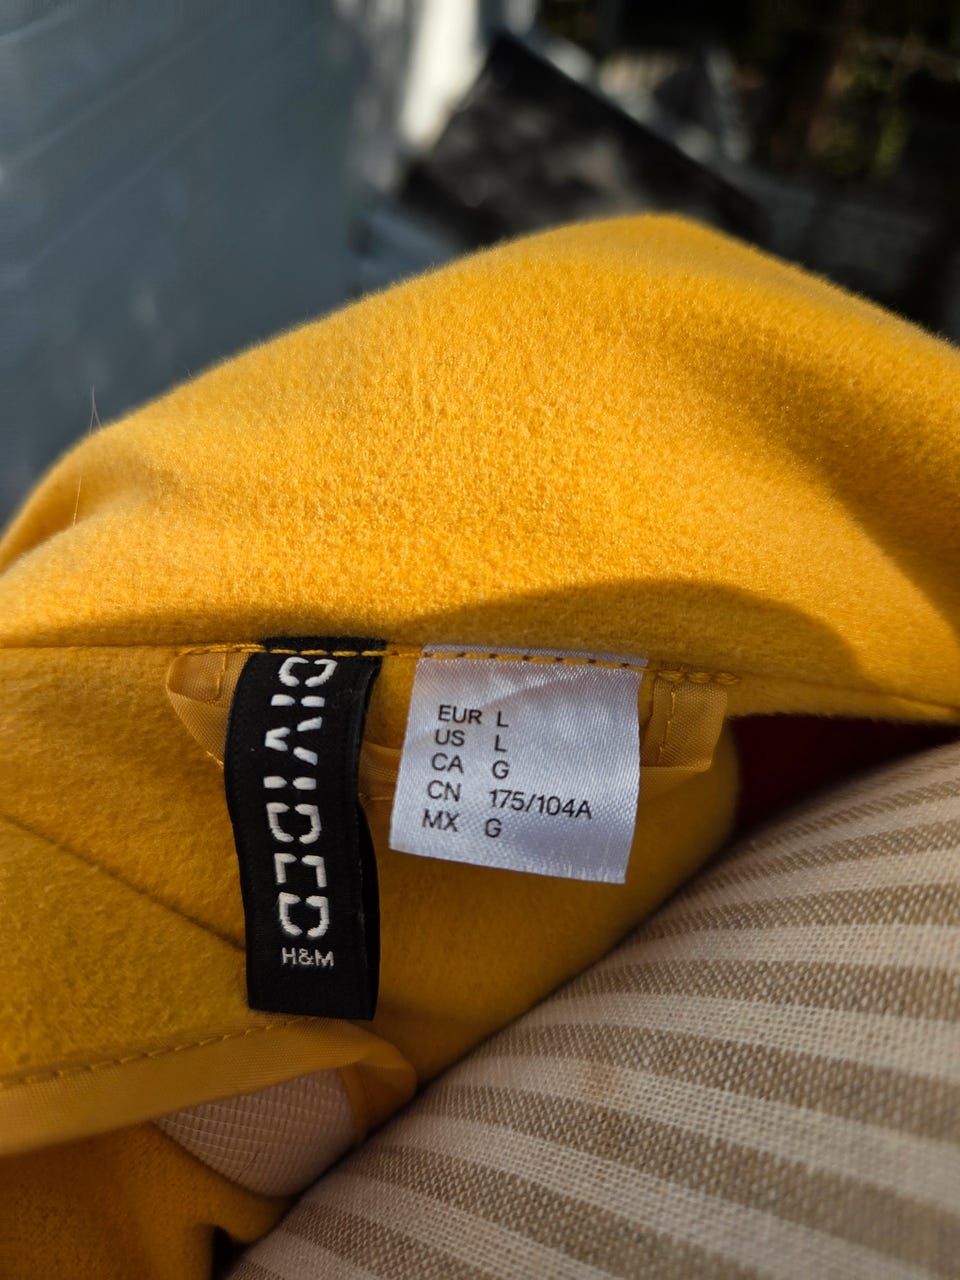 DIVIDED
H&M
EUR L
US L
CA G
CN 175/104A
MX G